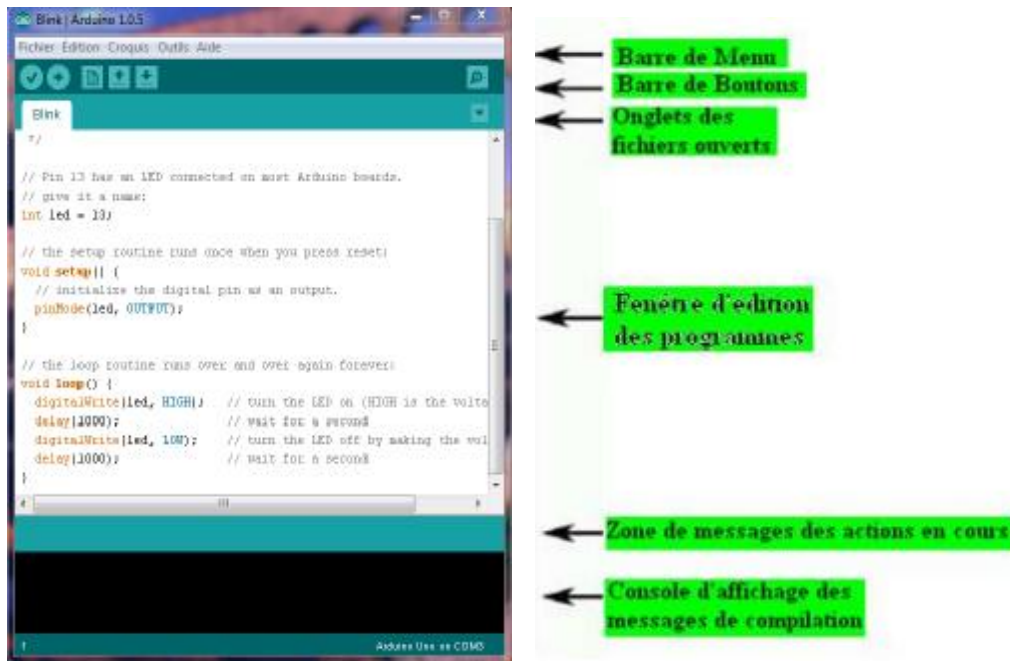 Blink | Arduino 1.0.5
Fichier Édition Croquis Outils Aide
Blink
*/
// Pin 13 has an LED connected on most Arduino boards.
// give it a name:
int led = 13;
// the setup routine runs once when you press reset:
void setup() {
// initialize the digital pin as an output.
pinMode(led, OUTPUT);
}
// the loop routine runs over and over again forever:
void loop() {
digitalWrite(led, HIGH); // turn the LED on (HIGH is the volta
delay(1000); // wait for a second
digitalWrite(led, LOW); // turn the LED off by making the vol
delay(1000); // wait for a second
}
1
Arduino Uno on COM3
Barre de Menu
Barre de Boutons
Onglets des
fichiers ouverts
Fenêtre d'edition
des programmes
Zone de messages des actions en cours
Console d'affichage des
messages de compilation